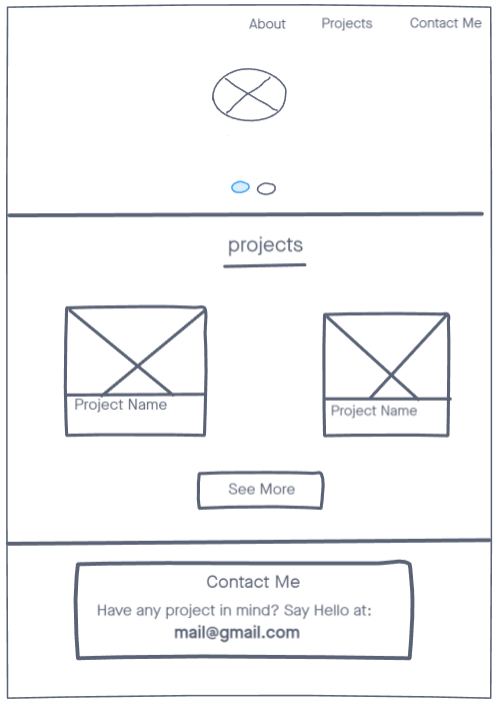 About Projects Contact Me
projects
Project Name
Project Name
See More
Contact Me
Have any project in mind? Say Hello at:
mail@gmail.com